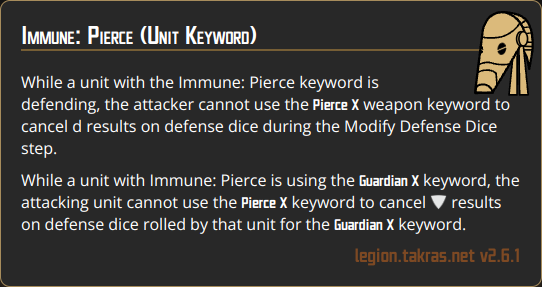 Immune: Pierce (Unit Keyword)
While a unit with the Immune: Pierce keyword is
defending, the attacker cannot use the Pierce X weapon keyword to
cancel d results on defense dice during the Modify Defense Dice
step.
While a unit with Immune: Pierce is using the Guardian X keyword, the
attacking unit cannot use the Pierce X keyword to cancel results
on defense dice rolled by that unit for the Guardian X keyword.
legion.takras.net v2.6.1